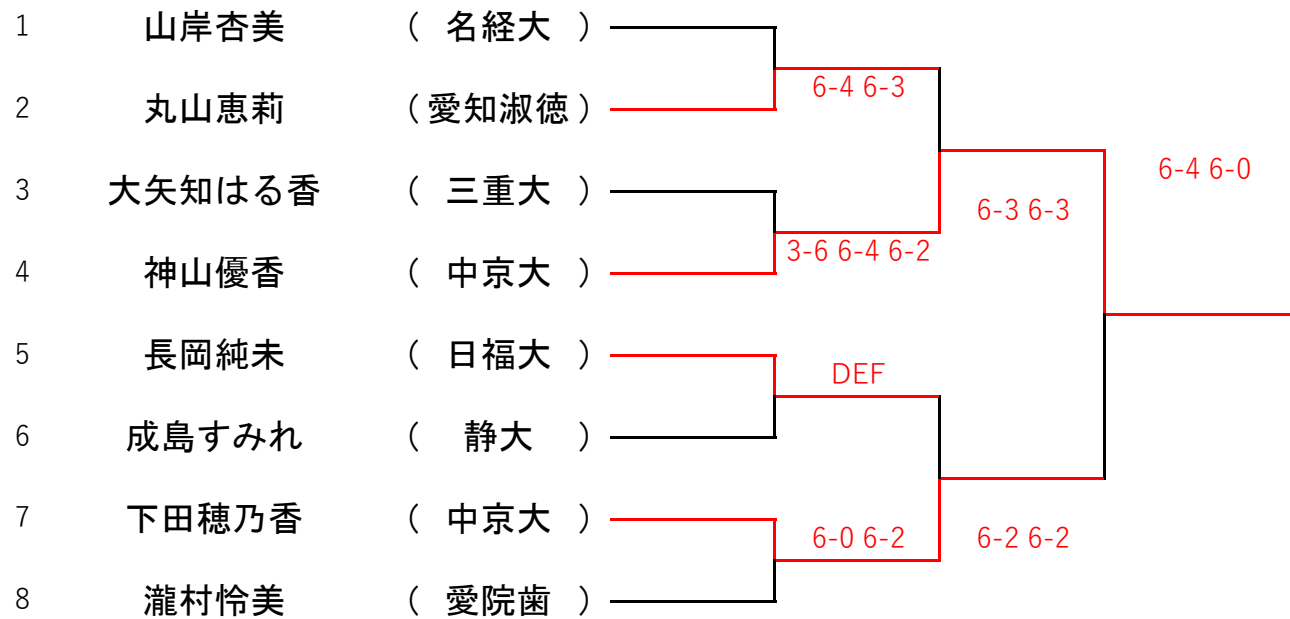 1 山岸杏美 ( 名経大 )
6-4 6-3
2 丸山恵莉 ( 愛知淑徳 )
6-4 6-0
3 大矢知はる香 ( 三重大 )
6-3 6-3
3-6 6-4 6-2
4 神山優香 ( 中京大 )
5 長岡純未 ( 日福大 )
DEF
6 成島すみれ ( 静大 )
7 下田穂乃香 ( 中京大 )
6-0 6-2
6-2 6-2
8 瀧村怜美 ( 愛院歯 )